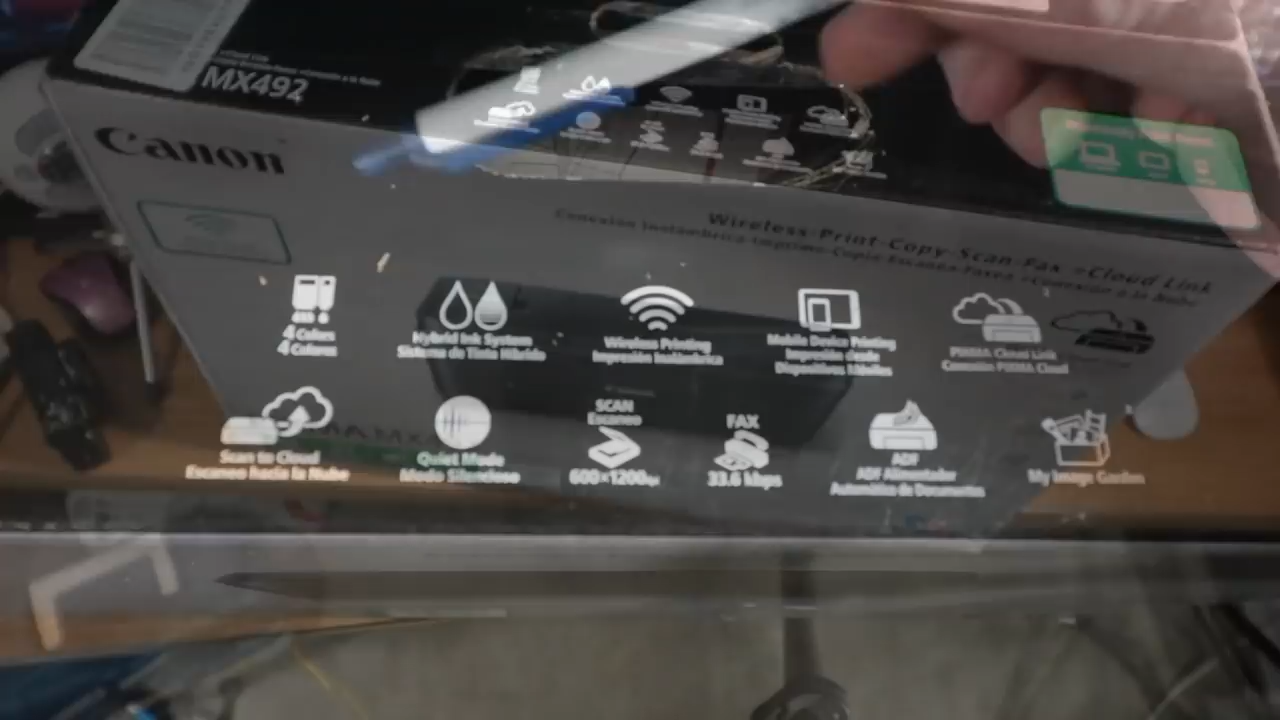 MX492
Canon
Wireless-Print-Copy-Scan-Fax
Cloud Link
4 Colors
4 Colores
Hybrid Ink System
Sistema de Tinta Híbrido
Wireless Printing
Impresión Inalámbrica
Mobile Device Printing
Impresión desde
Dispositivos Móviles
PIXMA Cloud Link
Conexión PIXMA Cloud
Scan to Cloud
Escaneo hacia la Nube
Quiet Mode
Modo Silencioso
SCAN
Escaneo
600x1200
FAX
33.6 kbps
ADF
ADF Alimentador
Automático de Documentos
My Image Garden